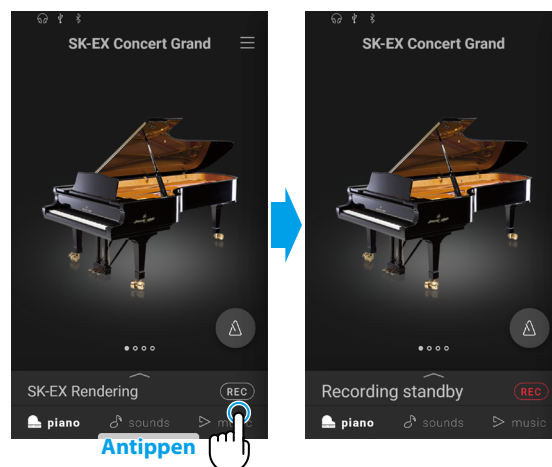 SK-EX Concert Grand
SK-EX Rendering
REC
piano
sounds
music
Antippen
SK-EX Concert Grand
Recording standby
REC
piano
sounds
music